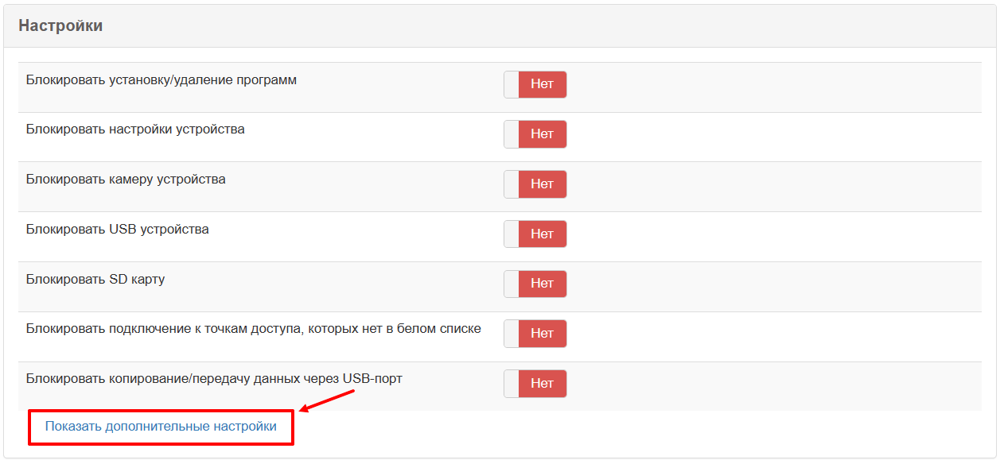 Настройки
Блокировать установку/удаление программ Нет
Блокировать настройки устройства Нет
Блокировать камеру устройства Нет
Блокировать USB устройства Нет
Блокировать SD карту Нет
Блокировать подключение к точкам доступа, которых нет в белом списке Нет
Блокировать копирование/передачу данных через USB-порт Нет
Показать дополнительные настройки